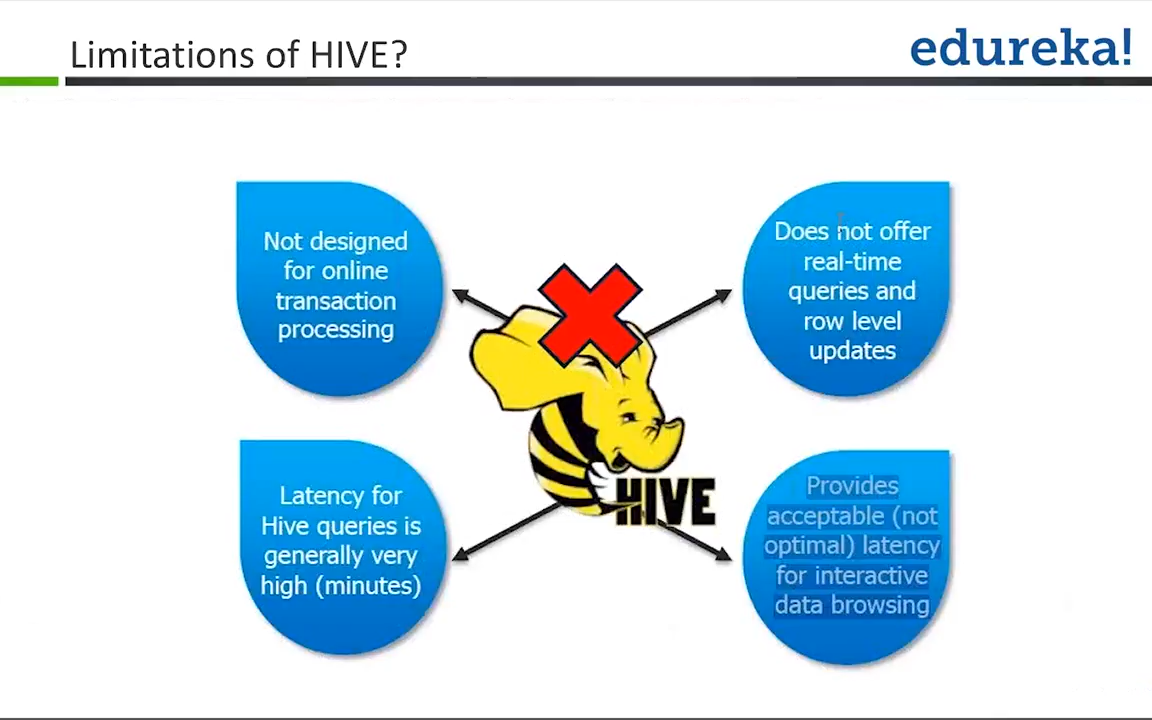 Limitations of HIVE?
edureka!
Not designed
for online
transaction
processing
Does not offer
real-time
queries and
row level
updates
Latency for
Hive queries is
generally very
high (minutes)
HIVE
Provides
acceptable (not
optimal) latency
for interactive
data browsing